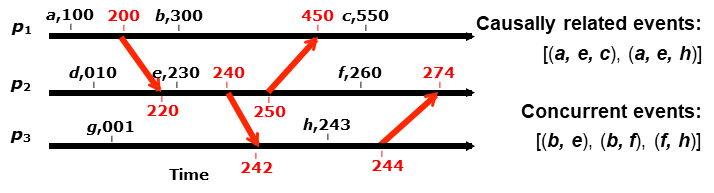 a,100 200 b,300 450 c,550
p1
d,010 e,230 240 f,260 274
p2
220 250
g,001 h,243
p3
242 244
Time
Causally related events:
[(a, e, c), (a, e, h)]
Concurrent events:
[(b, e), (b, f), (f, h)]